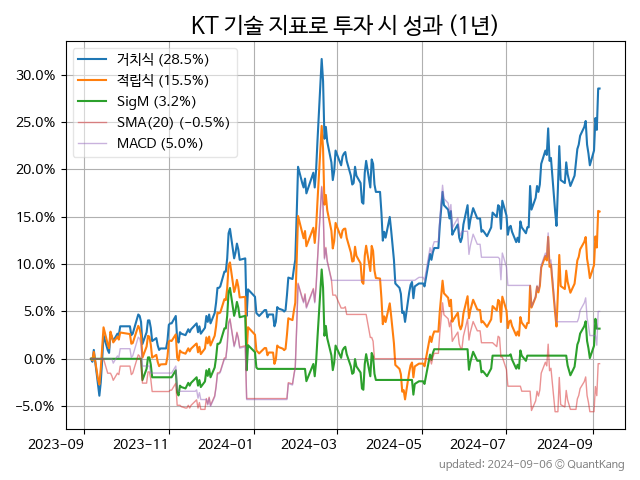 KT 기술 지표로 투자 시 성과 (1년)
거치식 (28.5%)
적립식 (15.5%)
SigM (3.2%)
SMA(20) (−0.5%)
MACD (5.0%)
30.0%
25.0%
20.0%
15.0%
10.0%
5.0%
0.0%
−5.0%
2023-09 2023-11 2024-01 2024-03 2024-05 2024-07 2024-09
updated: 2024-09-06 © QuantKang